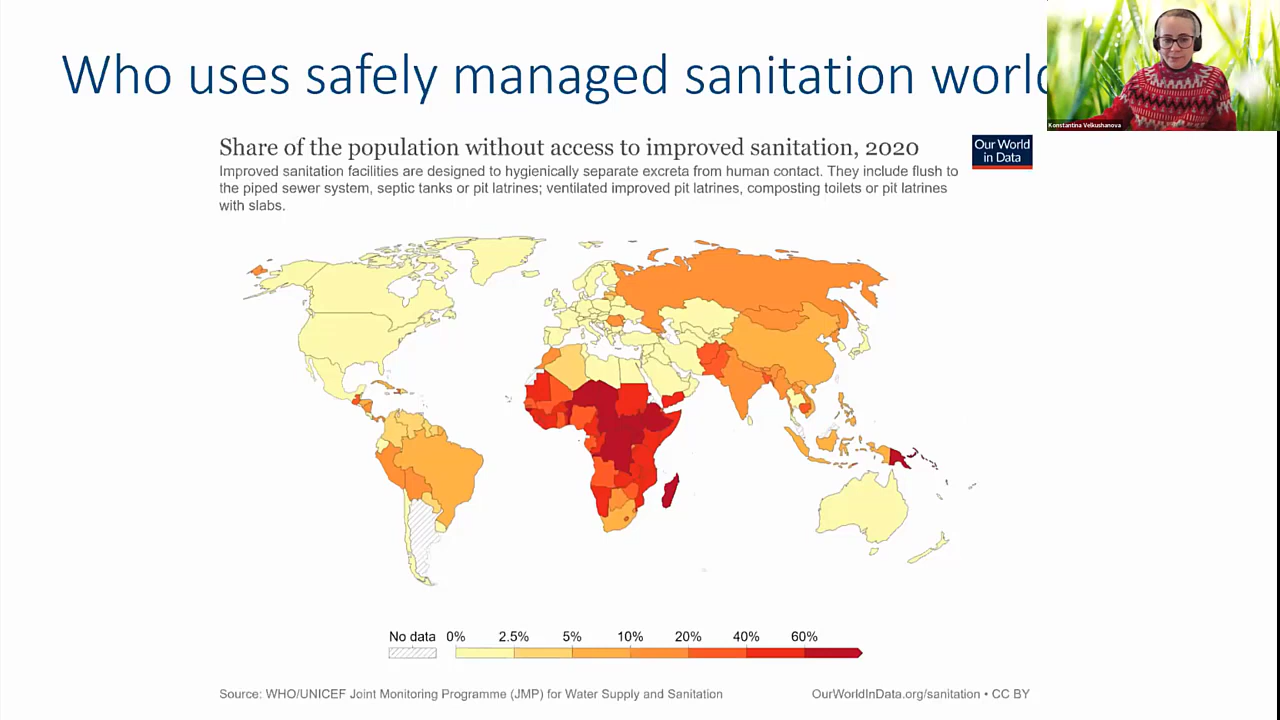 Who uses safely managed sanitation world
Konstantina Velkushanova
Share of the population without access to improved sanitation, 2020
Our World
in Data
Improved sanitation facilities are designed to hygienically separate excreta from human contact. They include flush to
the piped sewer system, septic tanks or pit latrines; ventilated improved pit latrines, composting toilets or pit latrines
with slabs.
No data 0% 2.5% 5% 10% 20% 40% 60%
Source: WHO/UNICEF Joint Monitoring Programme (JMP) for Water Supply and Sanitation
OurWorldInData.org/sanitation • CC BY